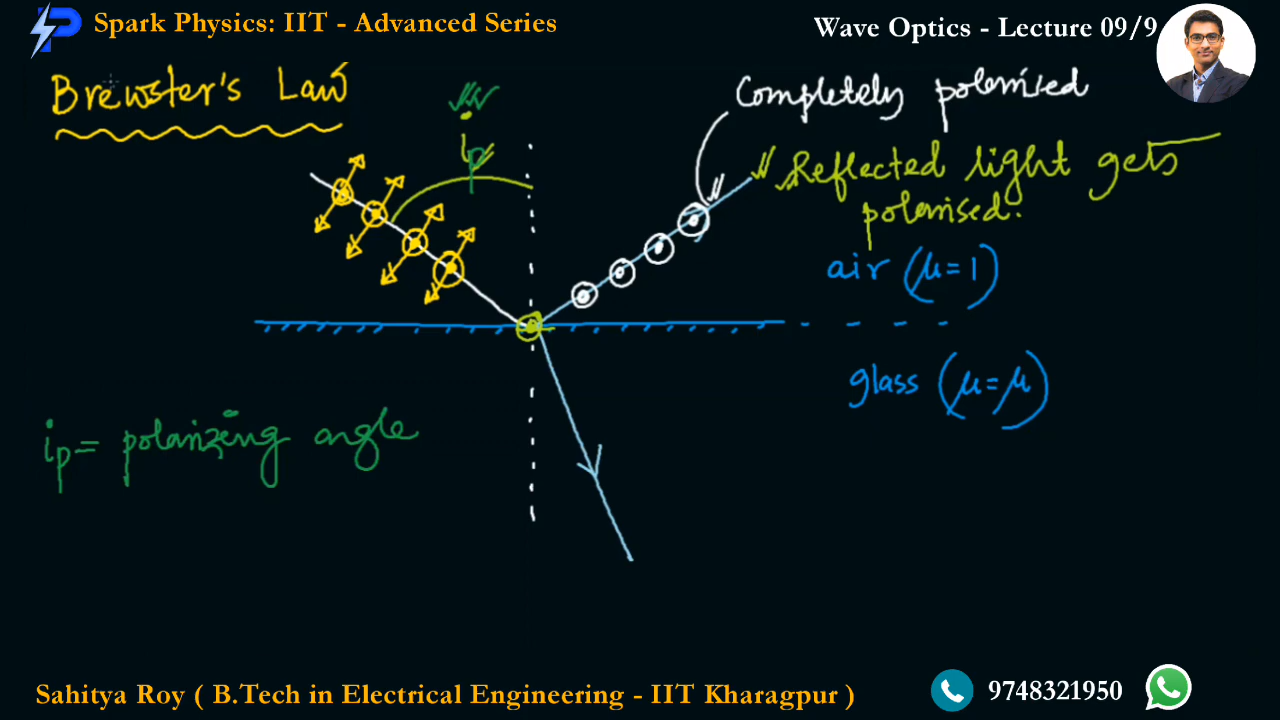 Spark Physics: IIT - Advanced Series
Wave Optics - Lecture 09/9
Brewster's Law
Completely polarised
ip
Reflected light gets
polarised.
air (μ=1)
glass (μ=μ)
ip= polarizing angle
Sahitya Roy ( B.Tech in Electrical Engineering - IIT Kharagpur )
9748321950